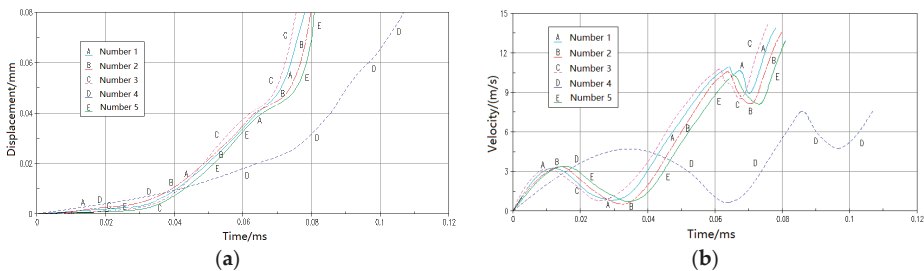 0.08
0.06
0.04
0.02
0
0.02
0.04
0.06
0.08
0.1
0.12
Displacement/mm
Time/ms
A Number 1
B Number 2
C Number 3
D Number 4
E Number 5
A
D
C
E
D
B
A
C
B
E
D
C
E
A
C
B
A
B
C
E
E
D
D
D
(a)
15
12
9
6
3
0
0
0.02
0.04
0.06
0.08
0.1
0.12
Velocity/(m/s)
Time/ms
A Number 1
B Number 2
C Number 3
D Number 4
E Number 5
A
B
D
C
E
A
B
A
B
E
D
C
E
B
A
C
B
D
C
A
B
E
D
D
(b)